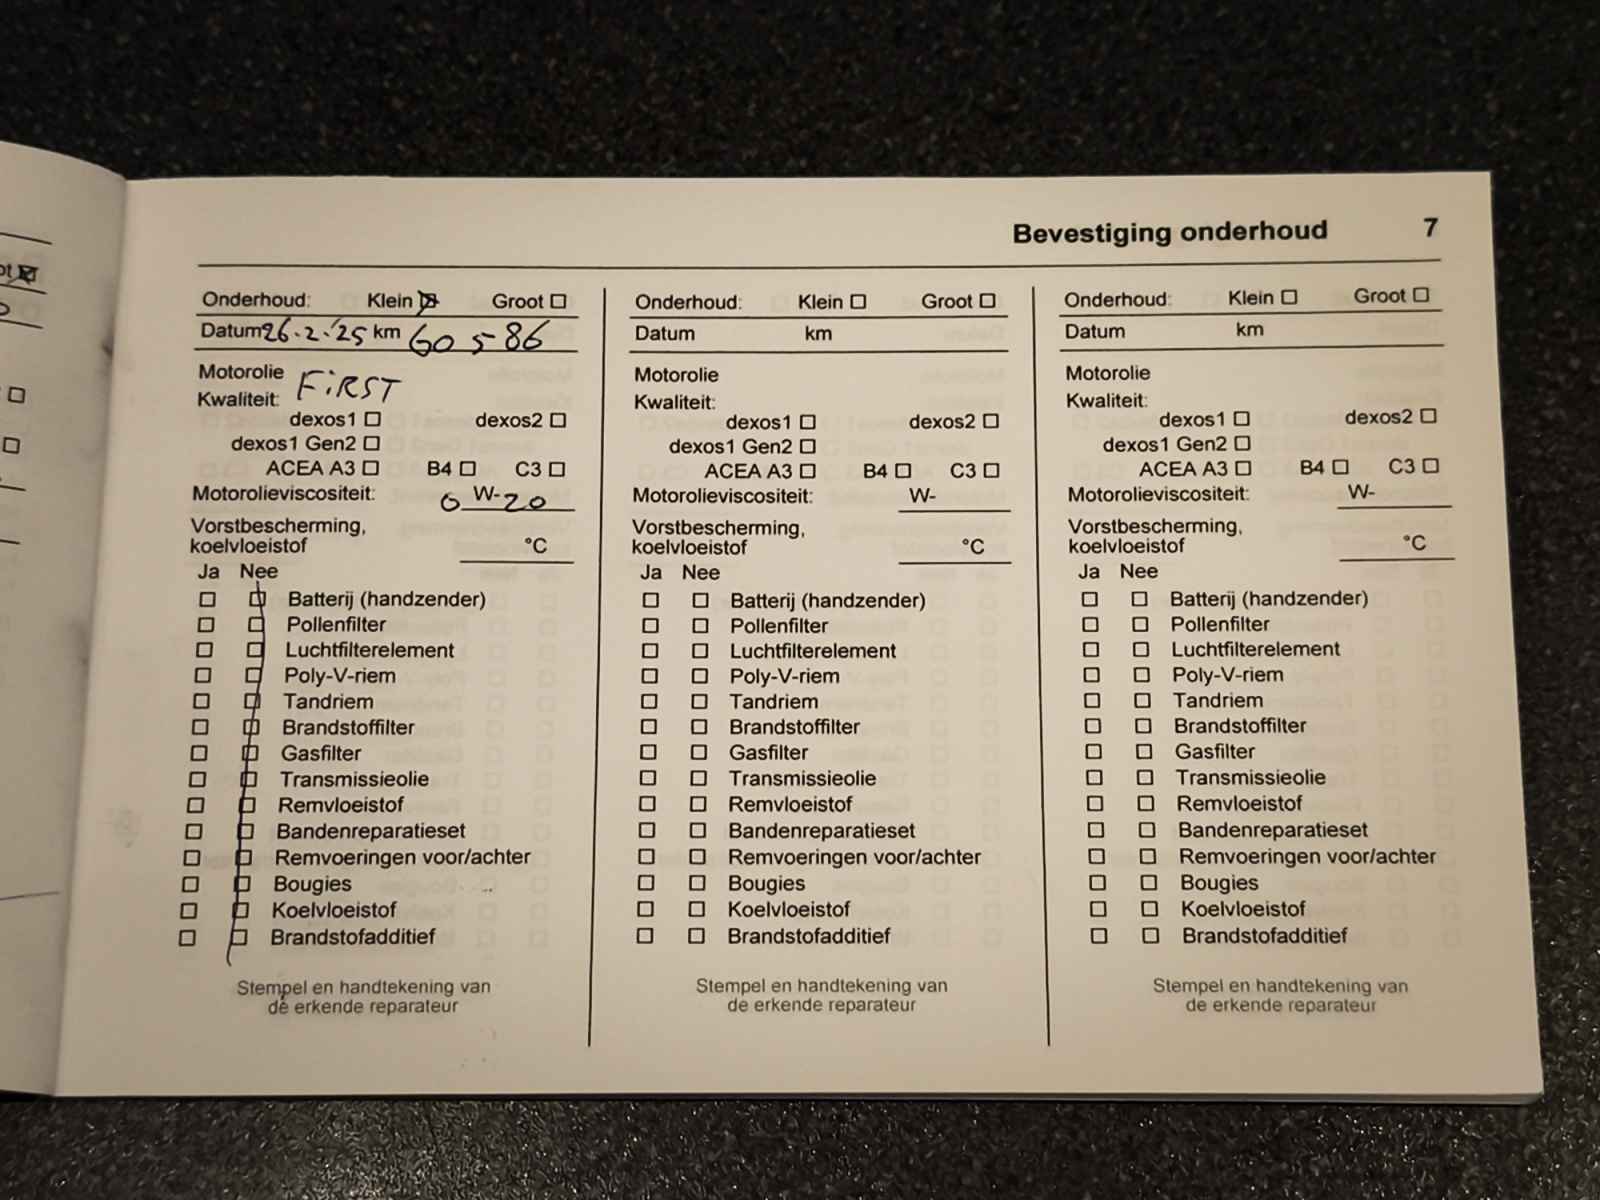 Bevestiging onderhoud 7
Onderhoud: Klein Groot
Datum 26-2-'25 km 60 586
Motorolie FiRST
Kwaliteit:
dexos1 dexos2
dexos1 Gen2
ACEA A3 B4 C3
Motorolieviscositeit: 0 W-20
Vorstbescherming,
koelvloeistof °C
Ja Nee
Batterij (handzender)
Pollenfilter
Luchtfilterelement
Poly-V-riem
Tandriem
Brandstoffilter
Gasfilter
Transmissieolie
Remvloeistof
Bandenreparatieset
Remvoeringen voor/achter
Bougies
Koelvloeistof
Brandstofadditief
Stempel en handtekening van
de erkende reparateur
Onderhoud: Klein Groot
Datum km
Motorolie
Kwaliteit:
dexos1 dexos2
dexos1 Gen2
ACEA A3 B4 C3
Motorolieviscositeit: W-
Vorstbescherming,
koelvloeistof °C
Ja Nee
Batterij (handzender)
Pollenfilter
Luchtfilterelement
Poly-V-riem
Tandriem
Brandstoffilter
Gasfilter
Transmissieolie
Remvloeistof
Bandenreparatieset
Remvoeringen voor/achter
Bougies
Koelvloeistof
Brandstofadditief
Stempel en handtekening van
de erkende reparateur
Onderhoud: Klein Groot
Datum km
Motorolie
Kwaliteit:
dexos1 dexos2
dexos1 Gen2
ACEA A3 B4 C3
Motorolieviscositeit: W-
Vorstbescherming,
koelvloeistof °C
Ja Nee
Batterij (handzender)
Pollenfilter
Luchtfilterelement
Poly-V-riem
Tandriem
Brandstoffilter
Gasfilter
Transmissieolie
Remvloeistof
Bandenreparatieset
Remvoeringen voor/achter
Bougies
Koelvloeistof
Brandstofadditief
Stempel en handtekening van
de erkende reparateur